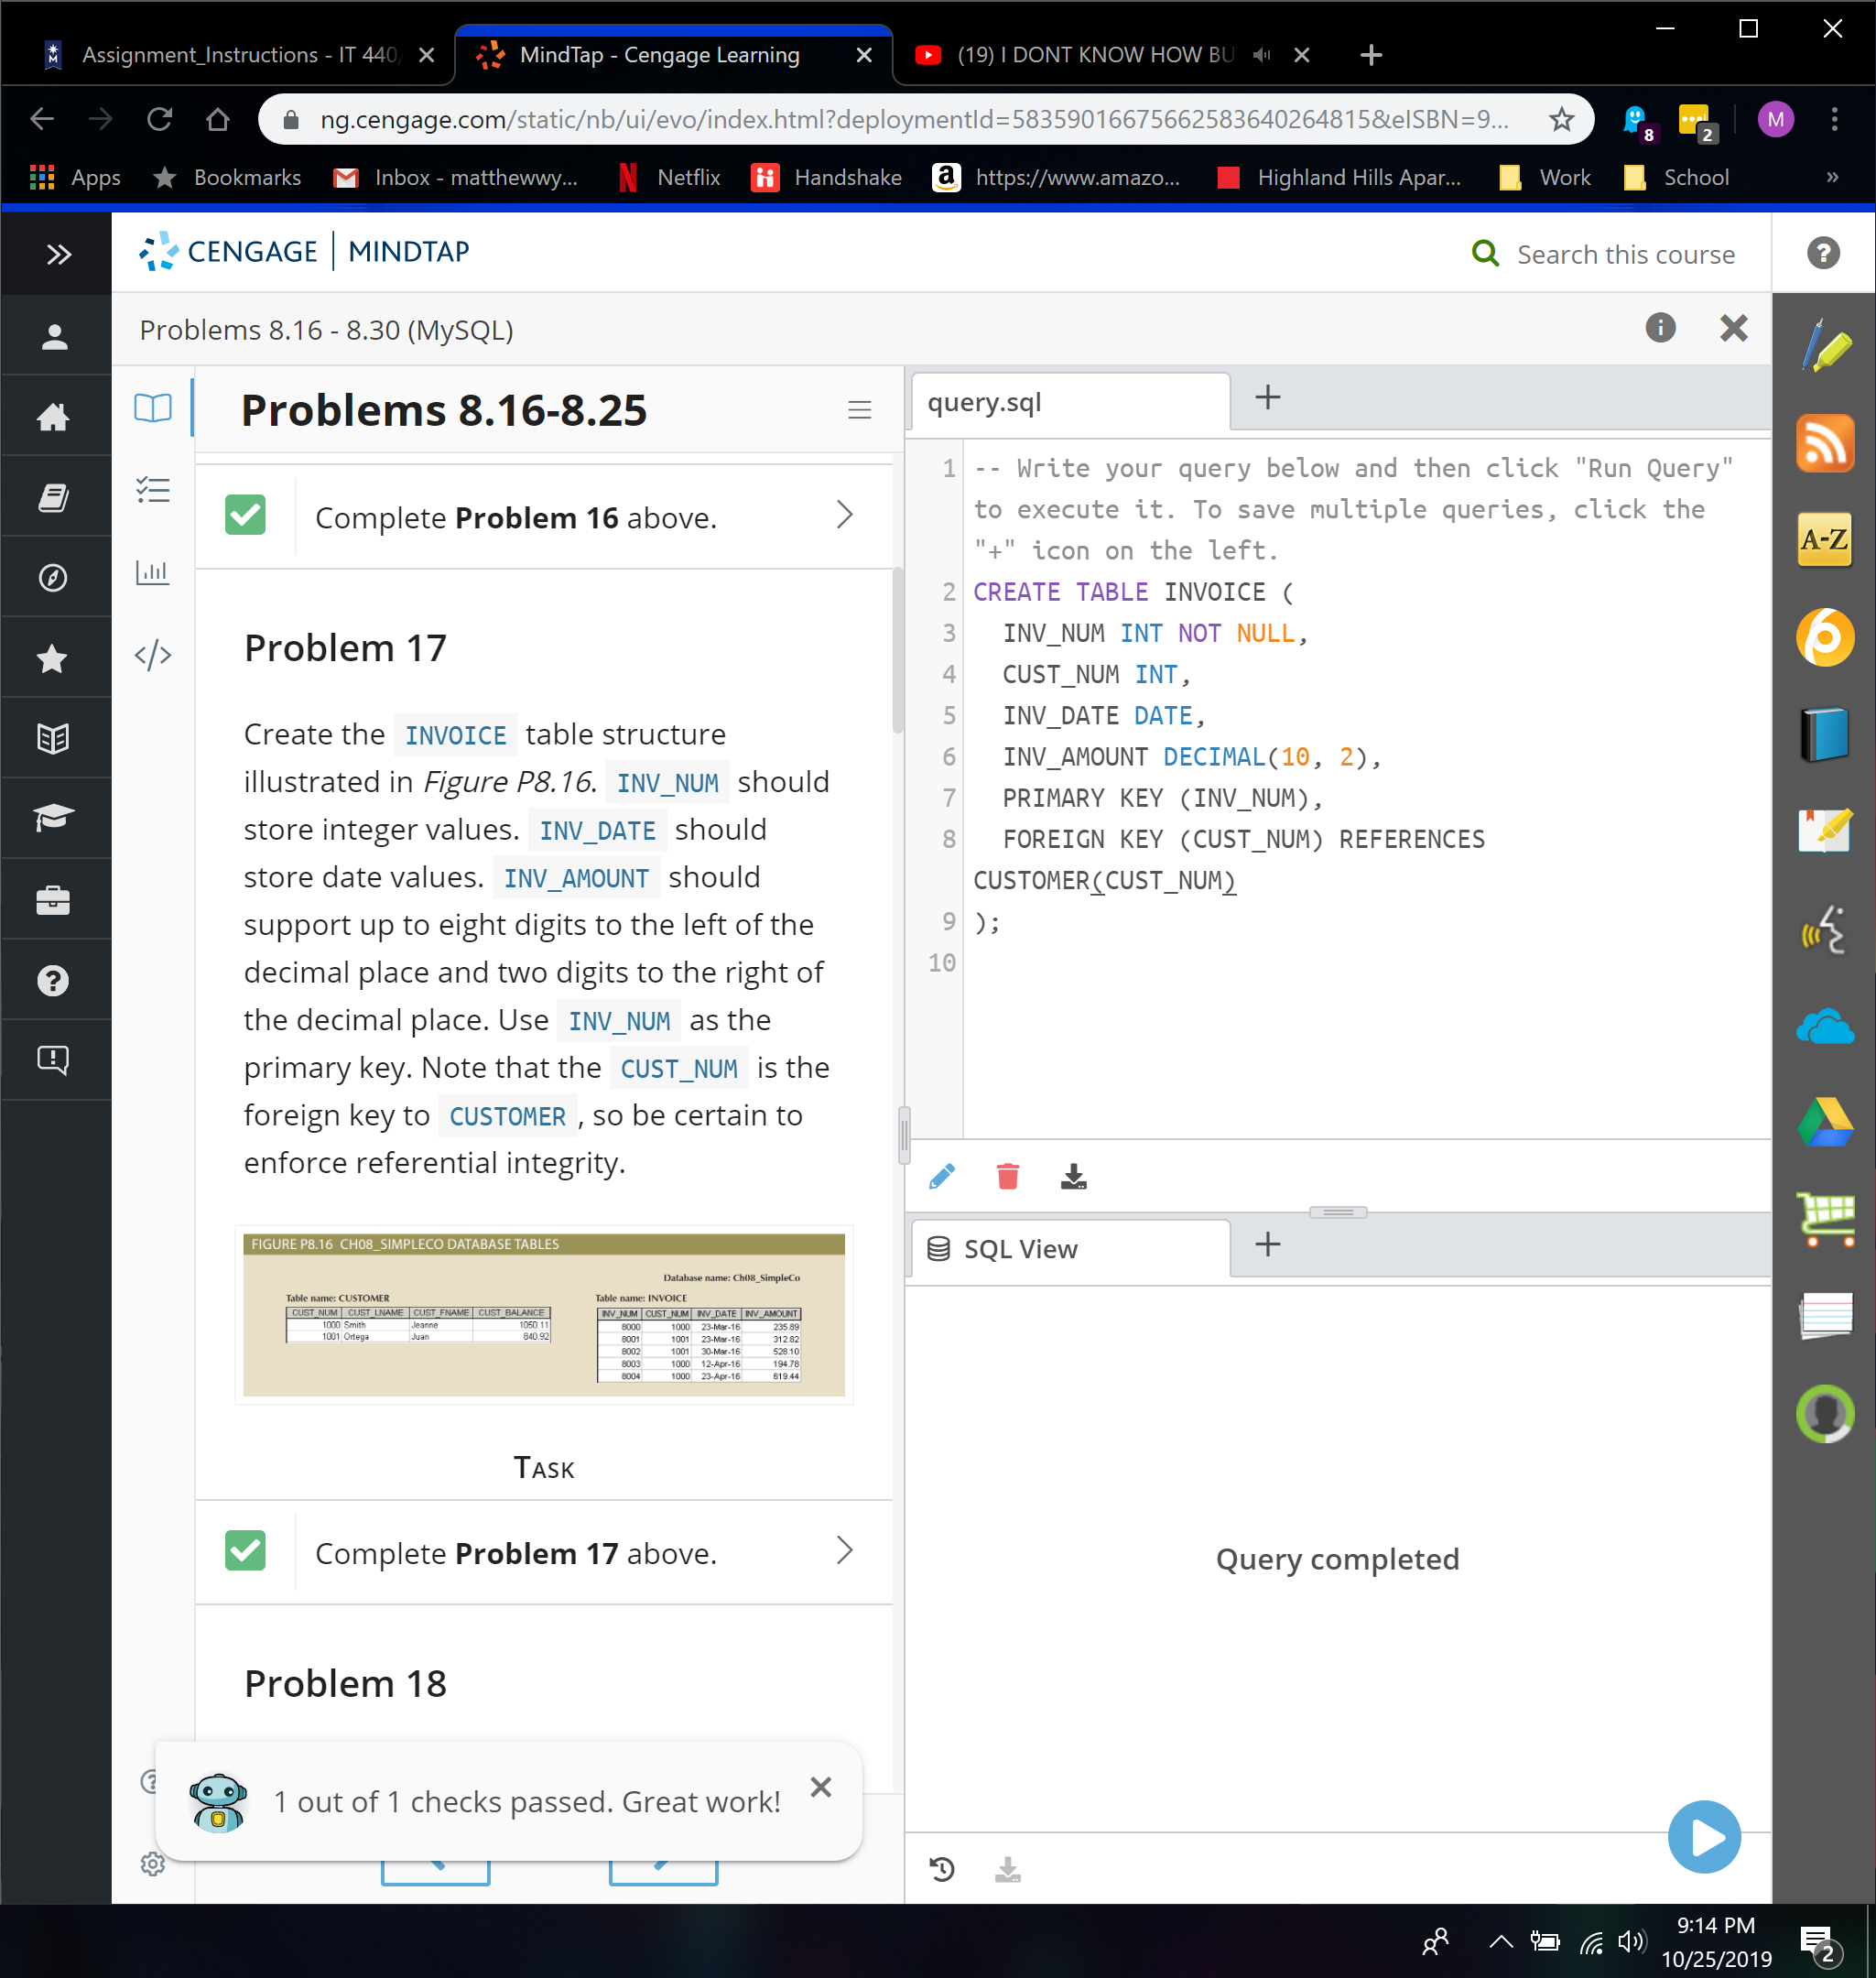 Assignment_Instructions - IT 440
MindTap - Cengage Learning
(19) I DONT KNOW HOW BU
ng.cengage.com/static/nb/ui/evo/index.html?deploymentId=58359016675662583640264815&eISBN=9...
8
2
M
Apps
Bookmarks
Inbox - matthewwy...
Netflix
Handshake
https://www.amazo...
Highland Hills Apar...
Work
School
»
CENGAGE | MINDTAP
Search this course
Problems 8.16 - 8.30 (MySQL)
Problems 8.16-8.25
Complete Problem 16 above.
Problem 17
Create the INVOICE table structure
illustrated in Figure P8.16. INV_NUM should
store integer values. INV_DATE should
store date values. INV_AMOUNT should
support up to eight digits to the left of the
decimal place and two digits to the right of
the decimal place. Use INV_NUM as the
primary key. Note that the CUST_NUM is the
foreign key to CUSTOMER , so be certain to
enforce referential integrity.
FIGURE P8.16 CH08_SIMPLECO DATABASE TABLES
Database name: Ch08_SimpleCo
Table name: CUSTOMER
CUST_NUM CUST_LNAME CUST_FNAME CUST_BALANCE
1000 Smith Jeanne 1050.11
1001 Ortega Juan 840.92
Table name: INVOICE
INV_NUM CUST_NUM INV_DATE INV_AMOUNT
8000 1000 23-Mar-16 235.89
8001 1001 23-Mar-16 312.82
8002 1001 30-Mar-16 528.10
8003 1000 12-Apr-16 194.78
8004 1000 23-Apr-16 619.44
TASK
Complete Problem 17 above.
Problem 18
1 out of 1 checks passed. Great work!
query.sql
1 -- Write your query below and then click "Run Query"
to execute it. To save multiple queries, click the
"+" icon on the left.
2 CREATE TABLE INVOICE (
3 INV_NUM INT NOT NULL,
4 CUST_NUM INT,
5 INV_DATE DATE,
6 INV_AMOUNT DECIMAL(10, 2),
7 PRIMARY KEY (INV_NUM),
8 FOREIGN KEY (CUST_NUM) REFERENCES
CUSTOMER(CUST_NUM)
9 );
10
SQL View
Query completed
A-Z
9:14 PM
10/25/2019
2